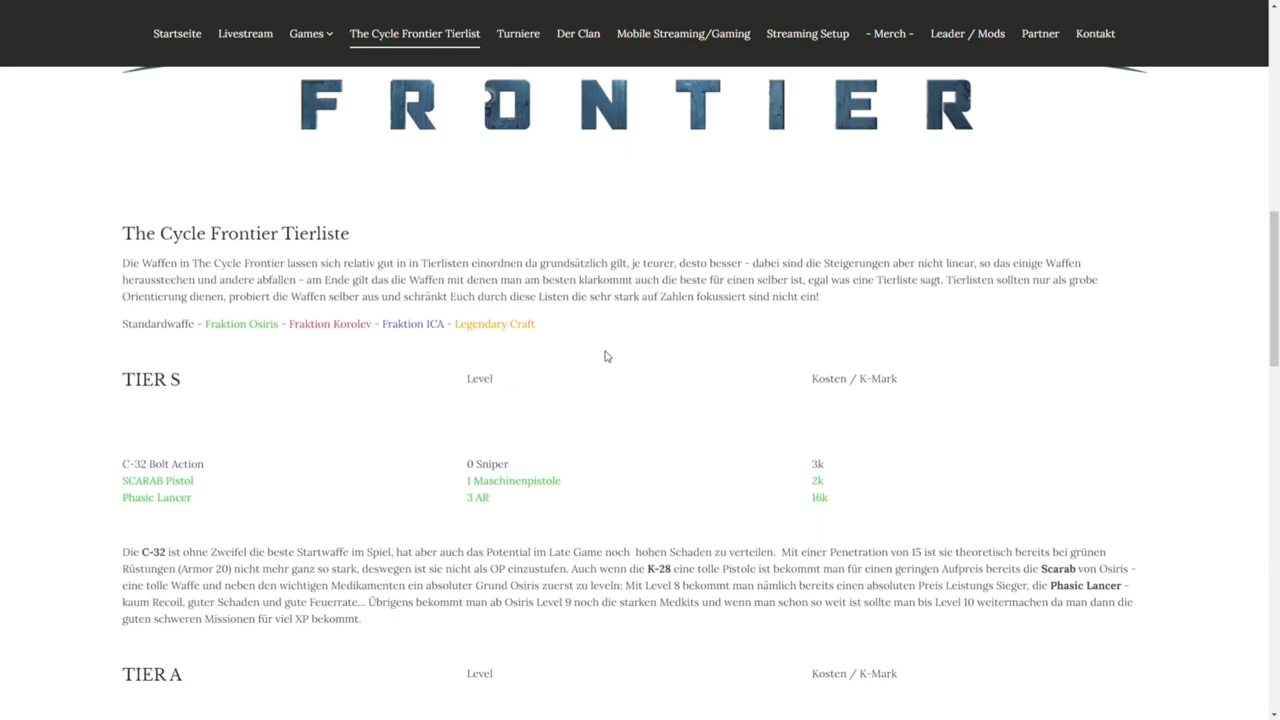 Startseite Livestream Games The Cycle Frontier Tierlist Turniere Der Clan Mobile Streaming/Gaming Streaming Setup - Merch - Leader / Mods Partner Kontakt
FRONTIER
The Cycle Frontier Tierliste
Die Waffen in The Cycle Frontier lassen sich relativ gut in in Tierlisten einordnen da grundsätzlich gilt, je teurer, desto besser - dabei sind die Steigerungen aber nicht linear, so das einige Waffen
herausstechen und andere abfallen - am Ende gilt das die Waffen mit denen man am besten klarkommt auch die beste für einen selber ist, egal was eine Tierliste sagt. Tierlisten sollten nur als grobe
Orientierung dienen, probiert die Waffen selber aus und schränkt Euch durch diese Listen die sehr stark auf Zahlen fokussiert sind nicht ein!
Standardwaffe - Fraktion Osiris - Fraktion Korolev - Fraktion ICA - Legendary Craft
TIER S Level Kosten / K-Mark
C-32 Bolt Action 0 Sniper 3k
SCARAB Pistol 1 Maschinenpistole 2k
Phasic Lancer 3 AR 16k
Die C-32 ist ohne Zweifel die beste Startwaffe im Spiel, hat aber auch das Potential im Late Game noch hohen Schaden zu verteilen. Mit einer Penetration von 15 ist sie theoretisch bereits bei grünen
Rüstungen (Armor 20) nicht mehr ganz so stark, deswegen ist sie nicht als OP einzustufen. Auch wenn die K-28 eine tolle Pistole ist bekommt man für einen geringen Aufpreis bereits die Scarab von Osiris -
eine tolle Waffe und neben den wichtigen Medikamenten ein absoluter Grund Osiris zuerst zu leveln: Mit Level 8 bekommt man nämlich bereits einen absoluten Preis Leistungs Sieger, die Phasic Lancer -
kaum Recoil, guter Schaden und gute Feuerrate... Übrigens bekommt man ab Osiris Level 9 noch die starken Medkits und wenn man schon so weit ist sollte man bis Level 10 weitermachen da man dann die
guten schweren Missionen für viel XP bekommt.
TIER A Level Kosten / K-Mark